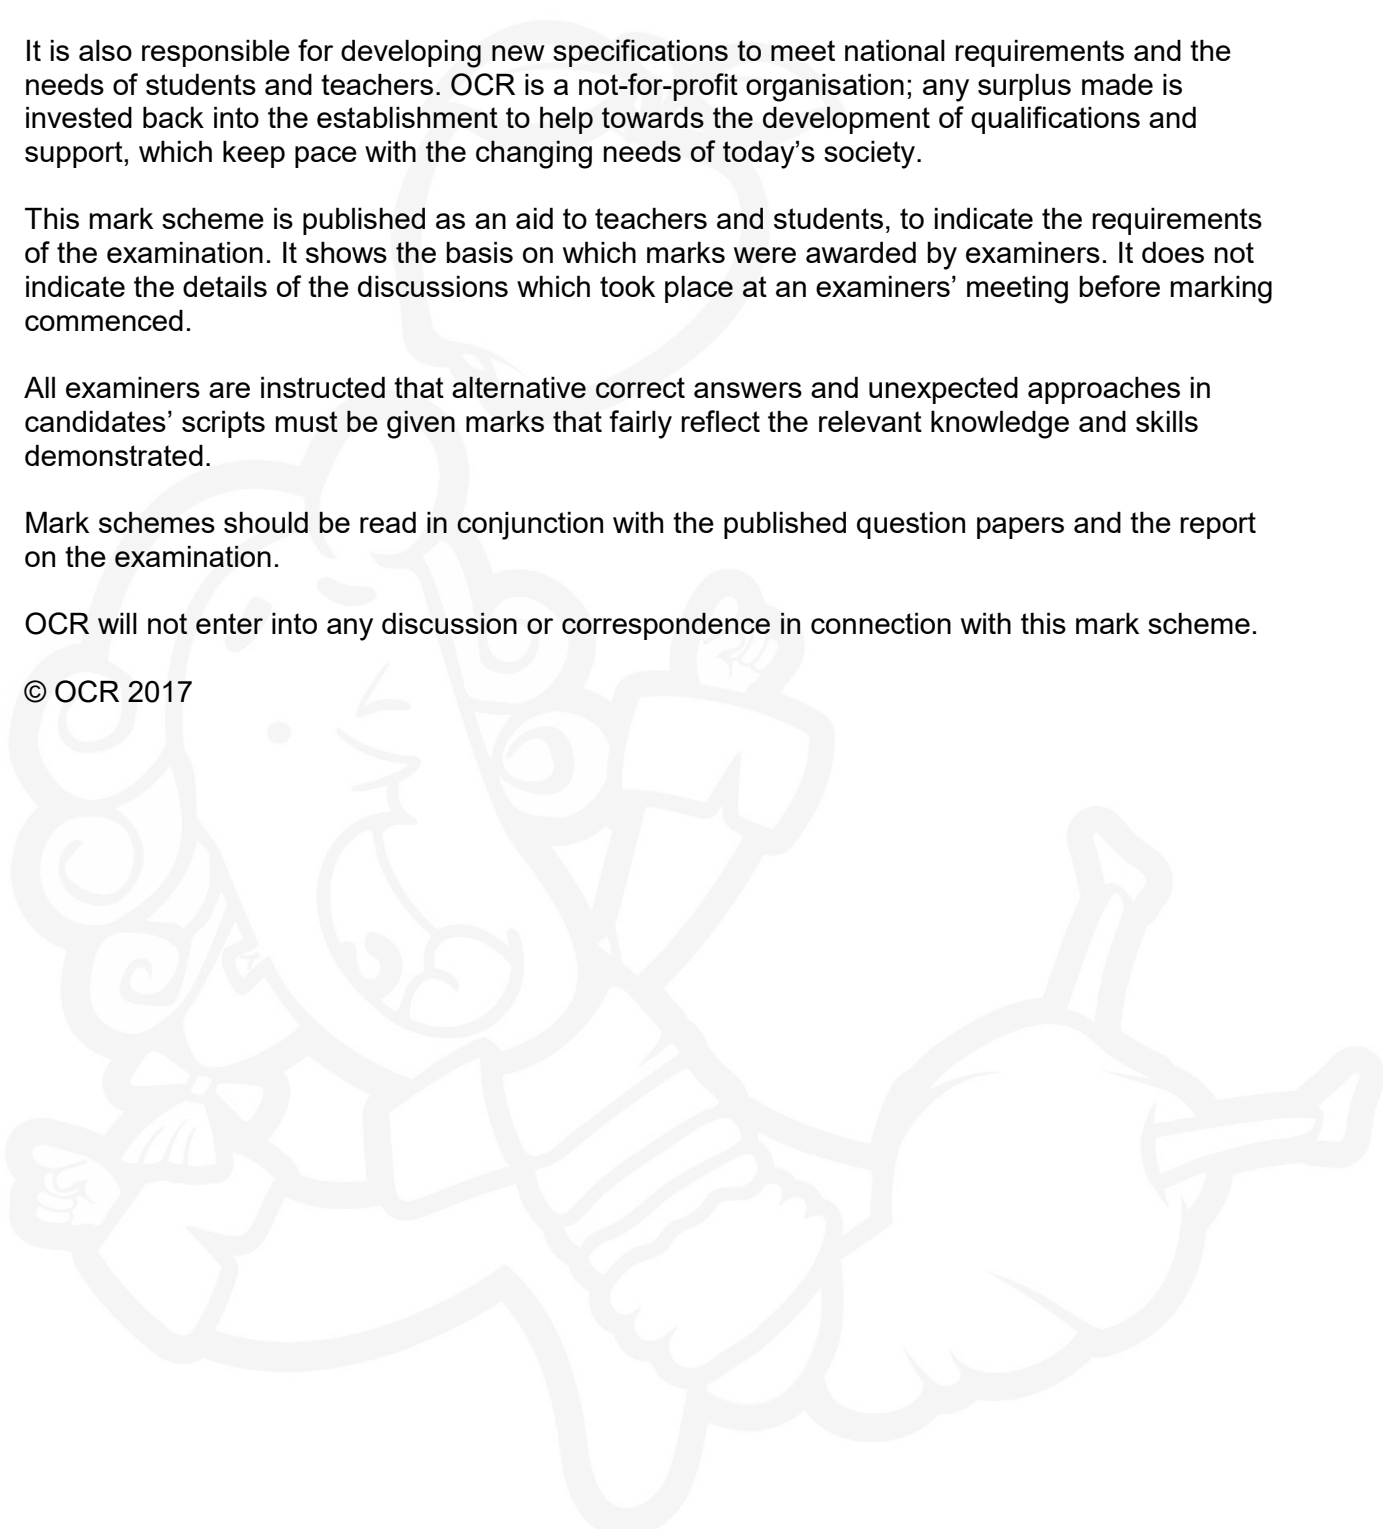 It is also responsible for developing new specifications to meet national requirements and the
needs of students and teachers. OCR is a not-for-profit organisation; any surplus made is
invested back into the establishment to help towards the development of qualifications and
support, which keep pace with the changing needs of today’s society.
This mark scheme is published as an aid to teachers and students, to indicate the requirements
of the examination. It shows the basis on which marks were awarded by examiners. It does not
indicate the details of the discussions which took place at an examiners’ meeting before marking
commenced.
All examiners are instructed that alternative correct answers and unexpected approaches in
candidates’ scripts must be given marks that fairly reflect the relevant knowledge and skills
demonstrated.
Mark schemes should be read in conjunction with the published question papers and the report
on the examination.
OCR will not enter into any discussion or correspondence in connection with this mark scheme.
© OCR 2017